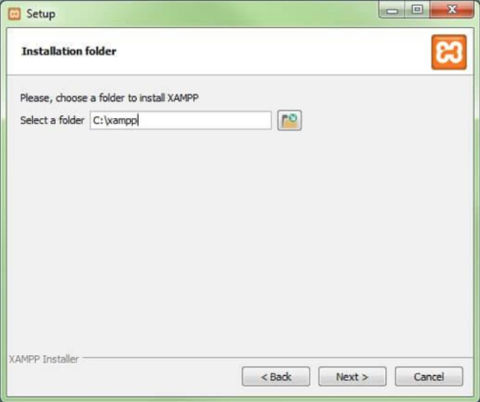 Setup
Installation folder
Please, choose a folder to install XAMPP
Select a folder C:\xampp
XAMPP Installer
< Back Next > Cancel